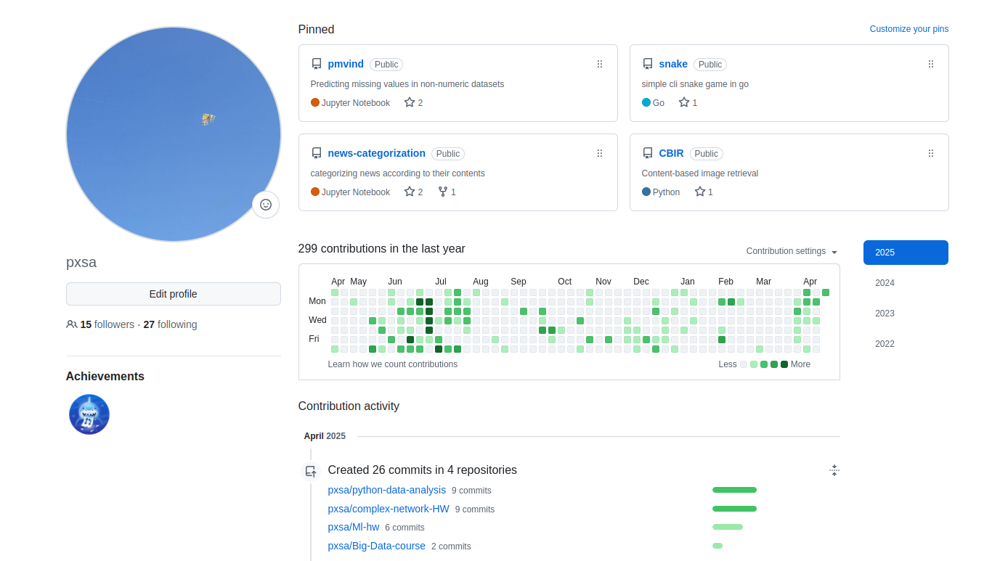 Pinned
Customize your pins
pmvind Public
Predicting missing values in non-numeric datasets
Jupyter Notebook 2
snake Public
simple cli snake game in go
Go 1
news-categorization Public
categorizing news according to their contents
Jupyter Notebook 2 1
CBIR Public
Content-based image retrieval
Python 1
pxsa
Edit profile
15 followers · 27 following
Achievements
299 contributions in the last year
Contribution settings
2025
2024
2023
2022
Apr May Jun Jul Aug Sep Oct Nov Dec Jan Feb Mar Apr
Mon
Wed
Fri
Learn how we count contributions
Less More
Contribution activity
April 2025
Created 26 commits in 4 repositories
pxsa/python-data-analysis 9 commits
pxsa/complex-network-HW 9 commits
pxsa/Ml-hw 6 commits
pxsa/Big-Data-course 2 commits